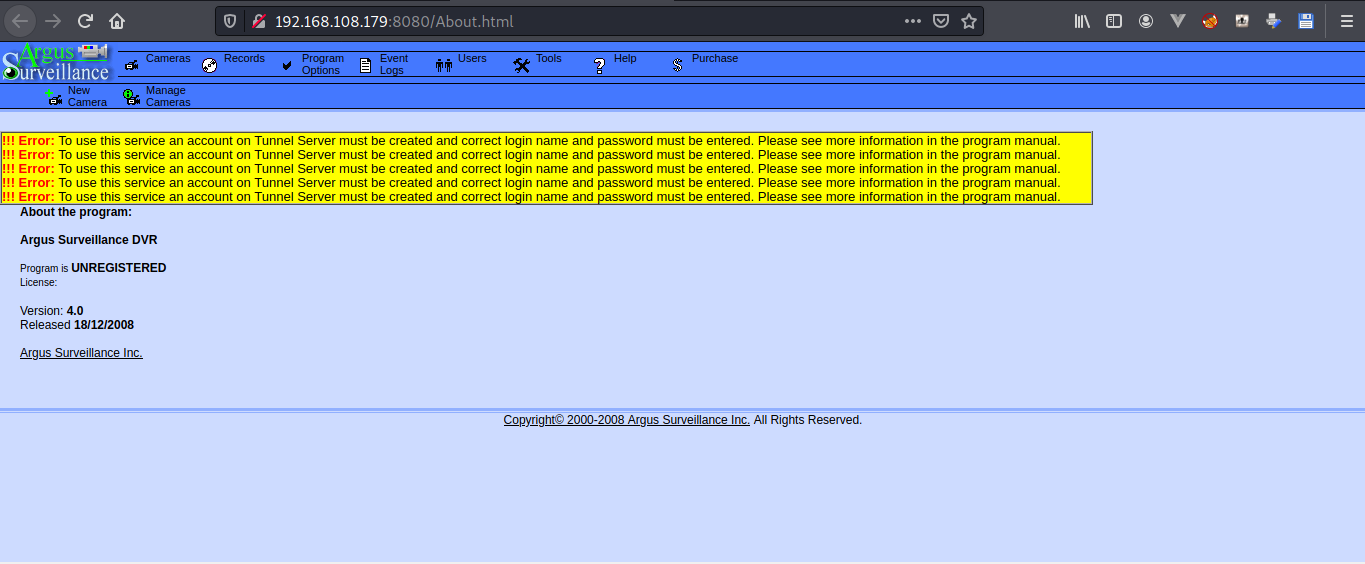 192.168.108.179:8080/About.html
Argus
Surveillance
Cameras
Records
Program
Options
Event
Logs
Users
Tools
Help
Purchase
New
Camera
Manage
Cameras
!!! Error: To use this service an account on Tunnel Server must be created and correct login name and password must be entered. Please see more information in the program manual.
!!! Error: To use this service an account on Tunnel Server must be created and correct login name and password must be entered. Please see more information in the program manual.
!!! Error: To use this service an account on Tunnel Server must be created and correct login name and password must be entered. Please see more information in the program manual.
!!! Error: To use this service an account on Tunnel Server must be created and correct login name and password must be entered. Please see more information in the program manual.
!!! Error: To use this service an account on Tunnel Server must be created and correct login name and password must be entered. Please see more information in the program manual.
About the program:
Argus Surveillance DVR
Program is UNREGISTERED
License:
Version: 4.0
Released 18/12/2008
Argus Surveillance Inc.
Copyright© 2000-2008 Argus Surveillance Inc. All Rights Reserved.